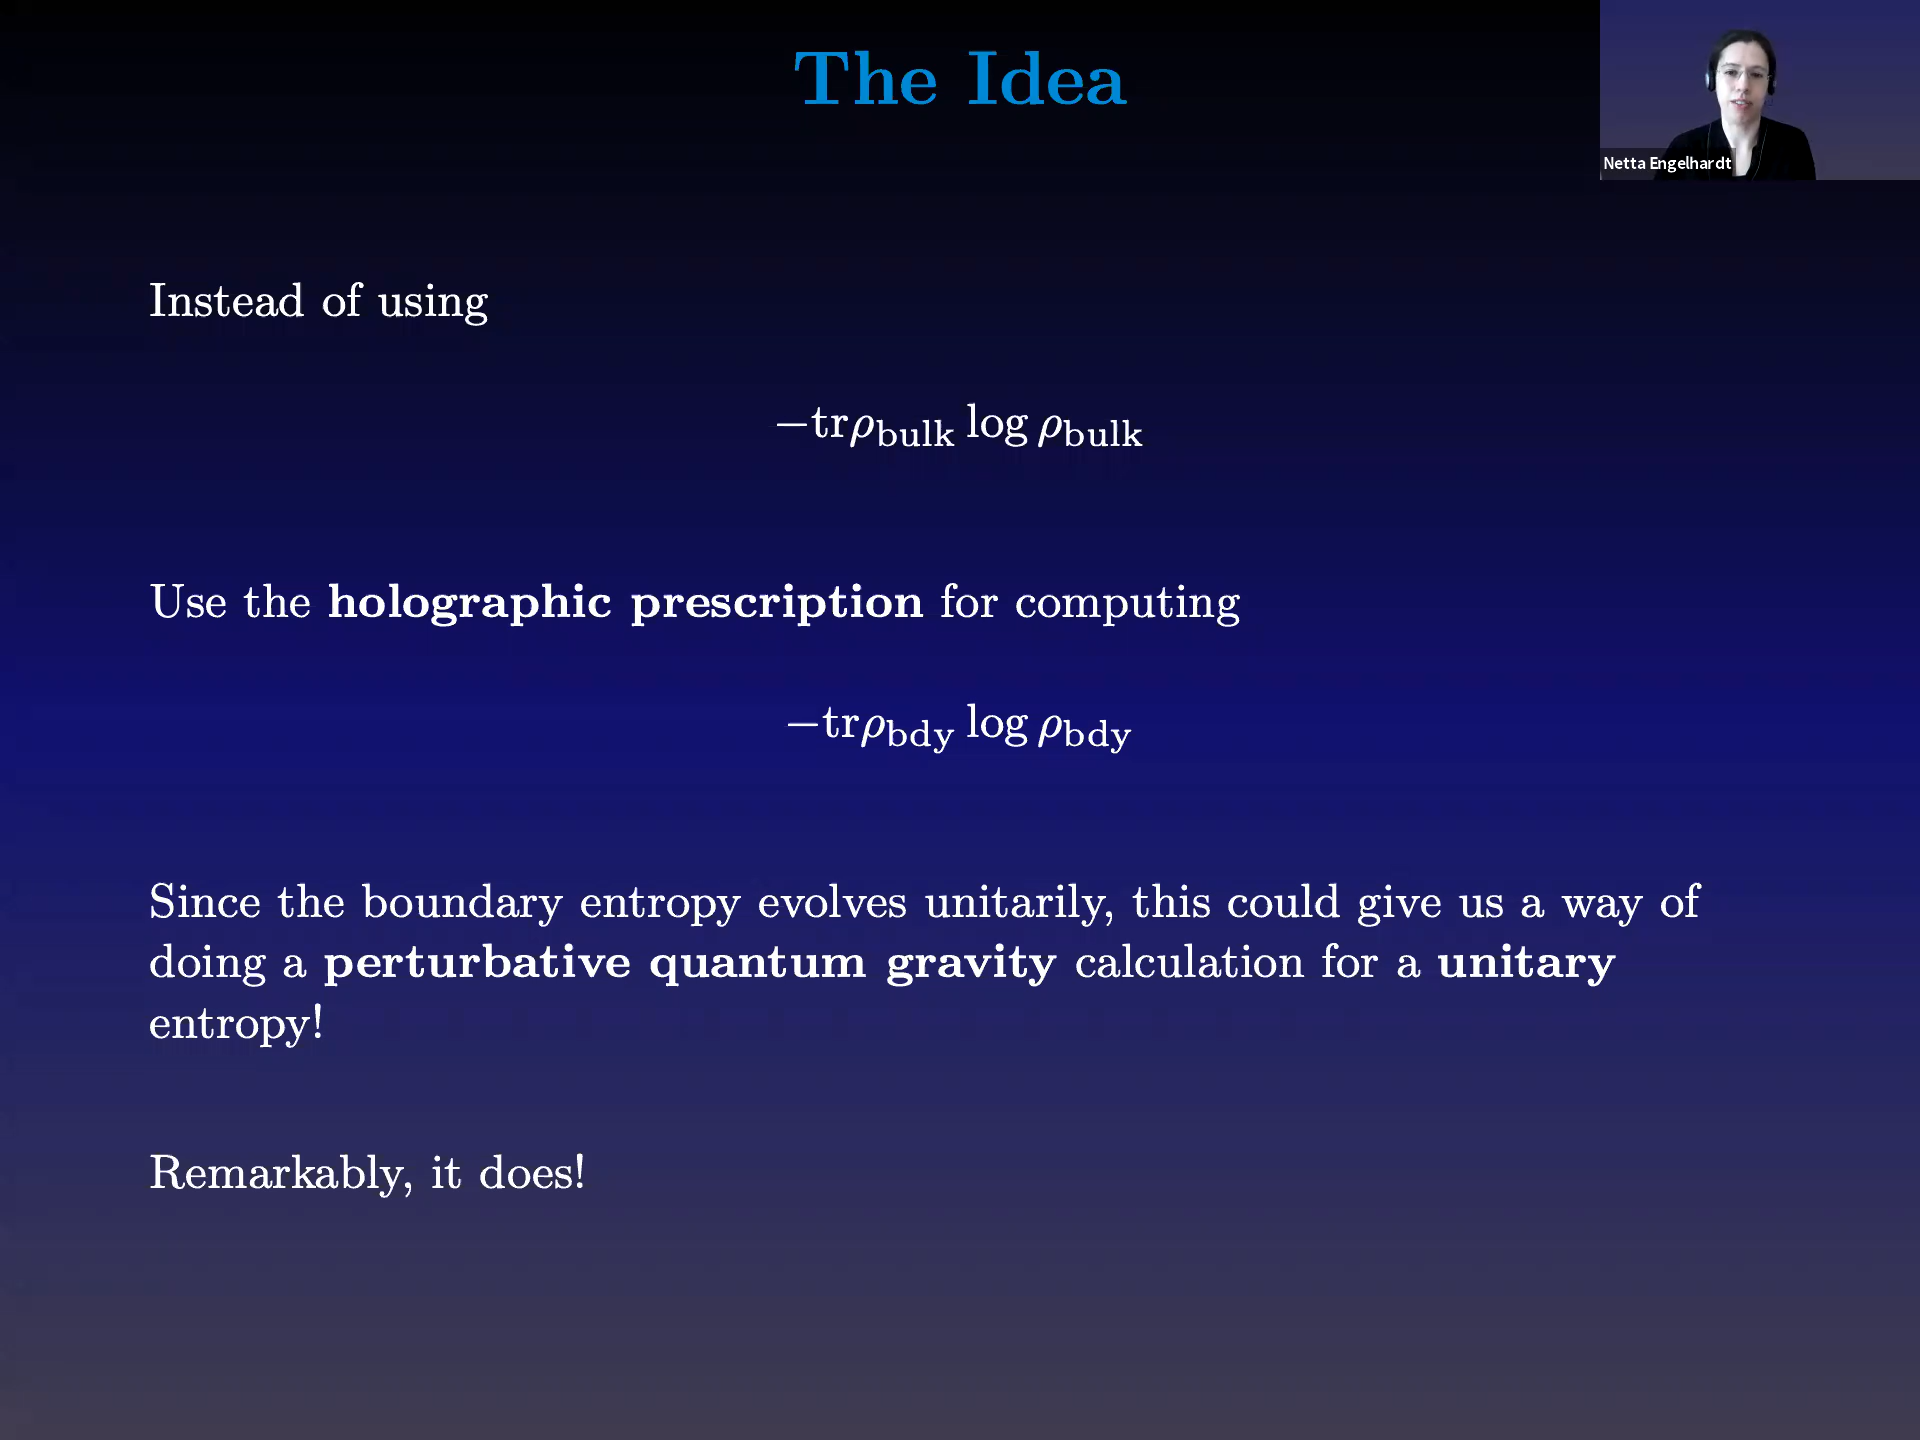 The Idea
Netta Engelhardt
Instead of using
−trρ_bulk log ρ_bulk
Use the holographic prescription for computing
−trρ_bdy log ρ_bdy
Since the boundary entropy evolves unitarily, this could give us a way of
doing a perturbative quantum gravity calculation for a unitary
entropy!
Remarkably, it does!